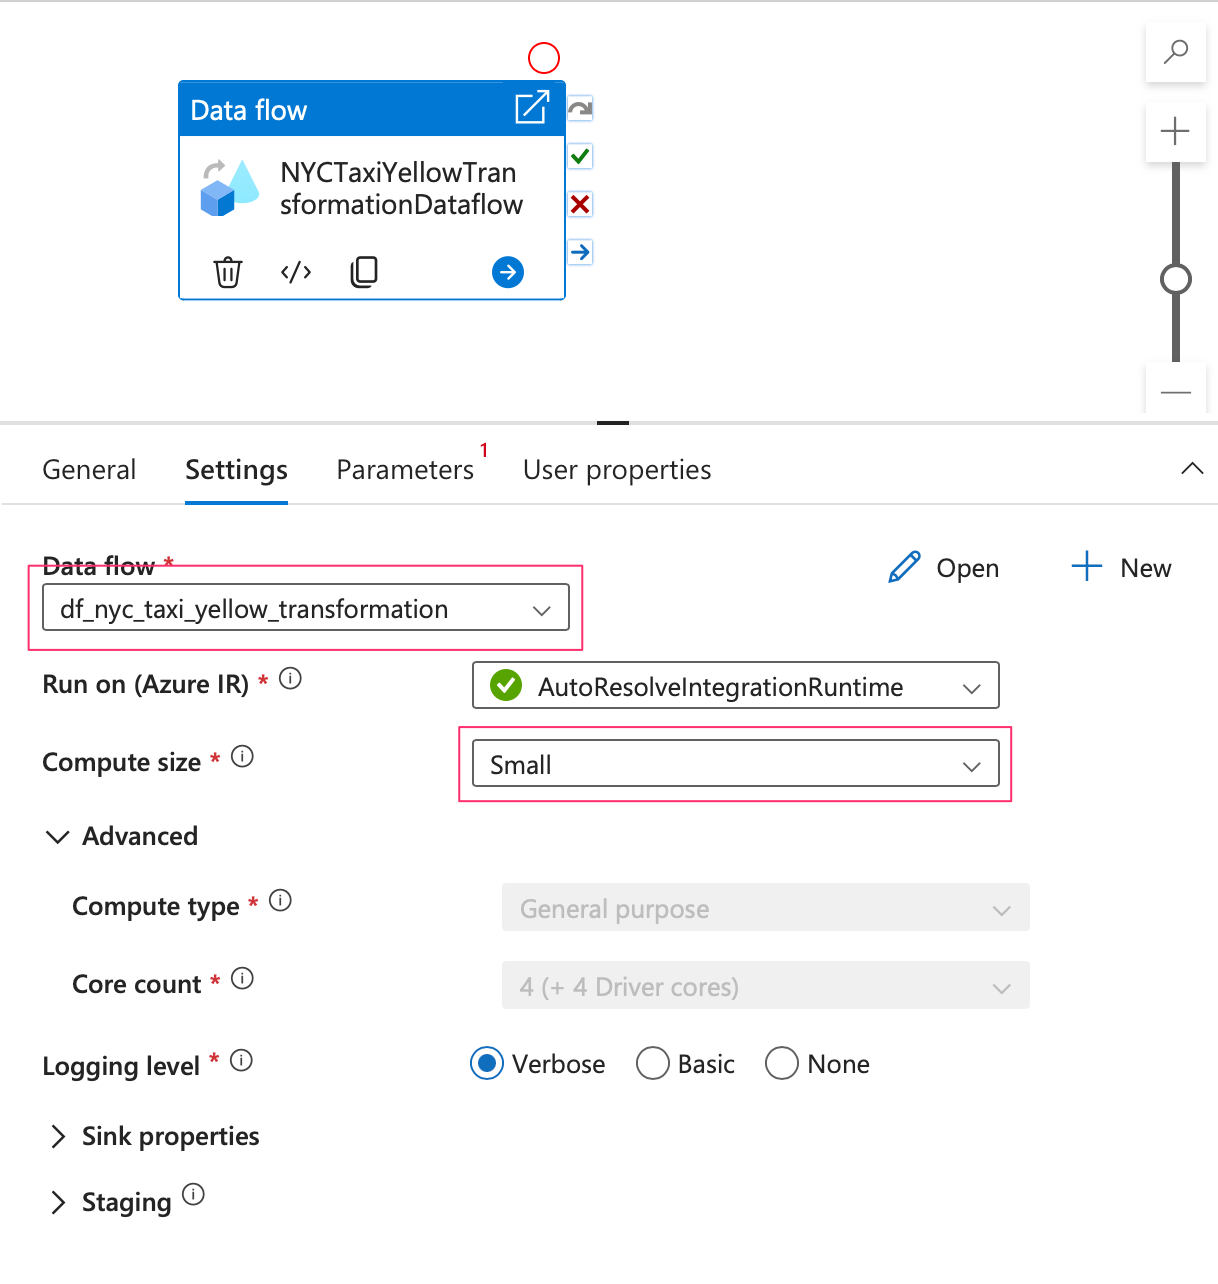 Data flow
NYCTaxiYellowTran
sformationDataflow
General
Settings
Parameters 1
User properties
Data flow *
Open
New
df_nyc_taxi_yellow_transformation
Run on (Azure IR) *
AutoResolveIntegrationRuntime
Compute size *
Small
Advanced
Compute type *
General purpose
Core count *
4 (+ 4 Driver cores)
Logging level *
Verbose
Basic
None
Sink properties
Staging